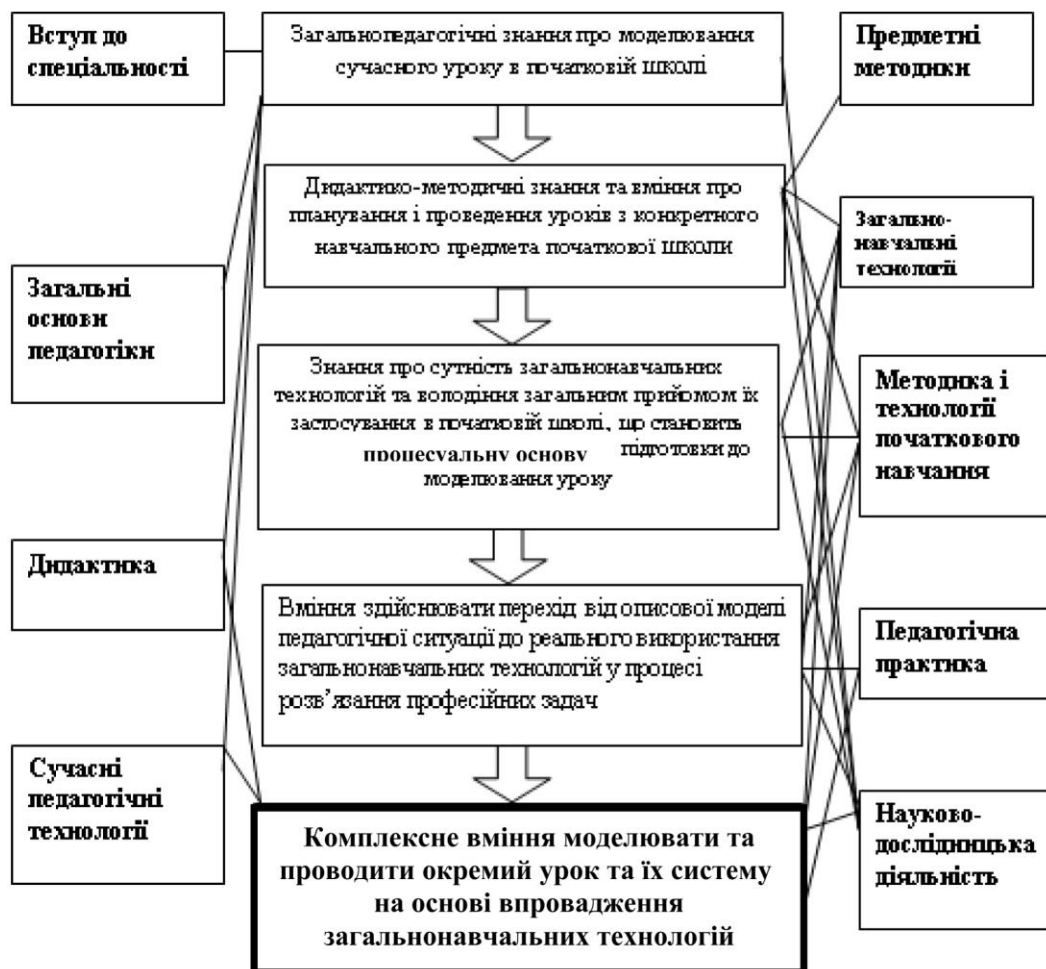 Вступ до
спеціальності
Загальнопедагогічні знання про моделювання
сучасного уроку в початковій школі
Предметні
методики
Дидактико-методичні знання та вміння про
планування і проведення уроків з конкретного
навчального предмета початкової школи
Загально-
навчальні
технології
Загальні
основи
педагогіки
Знання про сутність загальнонавчальних
технологій та володіння загальним прийомом їх
застосування в початковій школі, що становить
процесуальну основу підготовки до
моделювання уроку
Методика і
технології
початкового
навчання
Дидактика
Вміння здійснювати перехід від описової моделі
педагогічної ситуації до реального використання
загальнонавчальних технологій у процесі
розв’язання професійних задач
Педагогічна
практика
Сучасні
педагогічні
технології
Комплексне вміння моделювати та
проводити окремий урок та їх систему
на основі впровадження
загальнонавчальних технологій
Науково-
дослідницька
діяльність